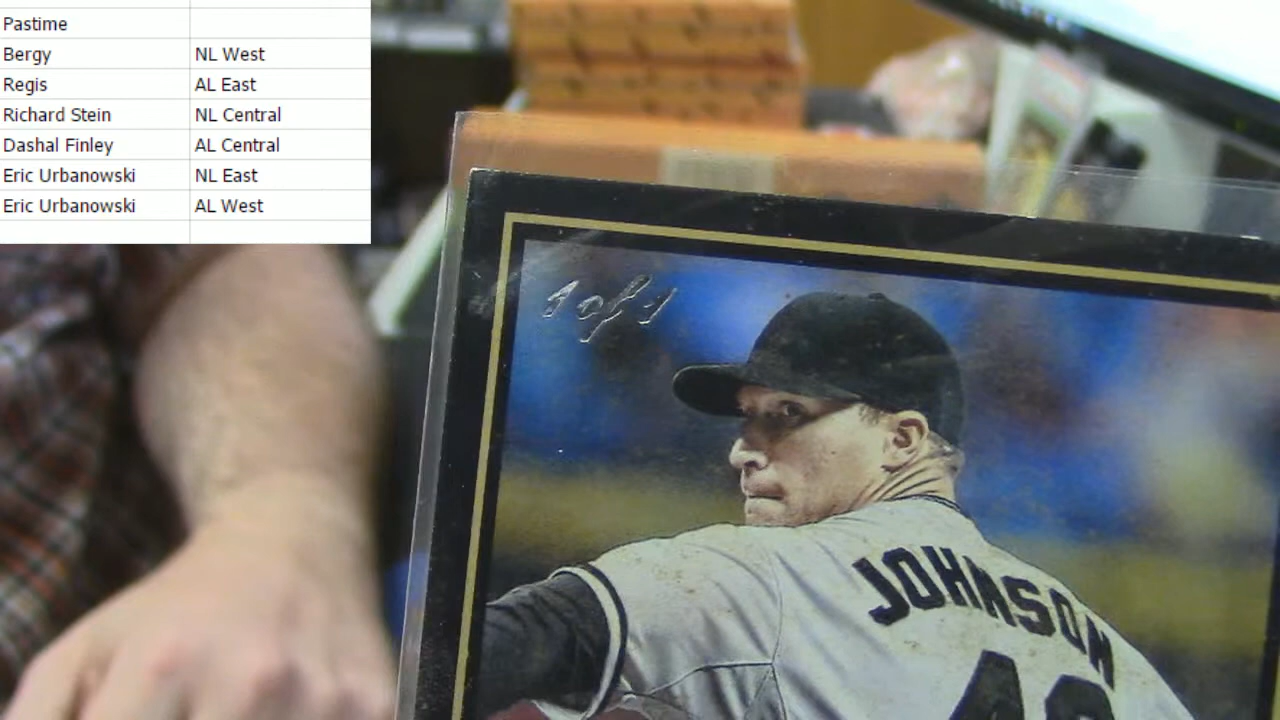 Pastime
Bergy NL West
Regis AL East
Richard Stein NL Central
Dashal Finley AL Central
Eric Urbanowski NL East
Eric Urbanowski AL West
1 of 1
JOHNSON